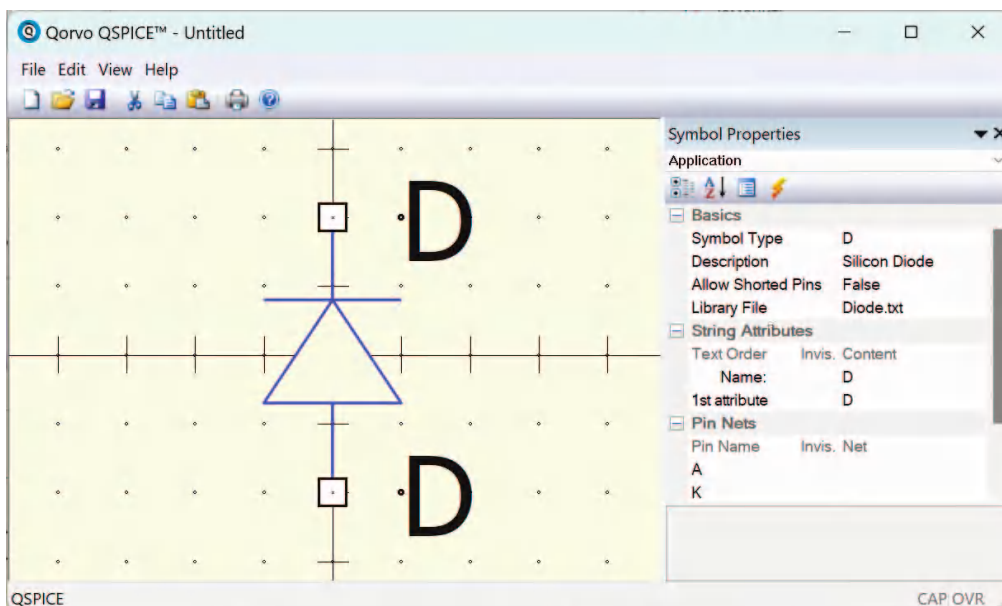 Qorvo QSPICE™ - Untitled
File Edit View Help
D
D
Symbol Properties
Application
Basics
Symbol Type D
Description Silicon Diode
Allow Shorted Pins False
Library File Diode.txt
String Attributes
Text Order Invis. Content
Name: D
1st attribute D
Pin Nets
Pin Name Invis. Net
A
K
QSPICE CAP OVR